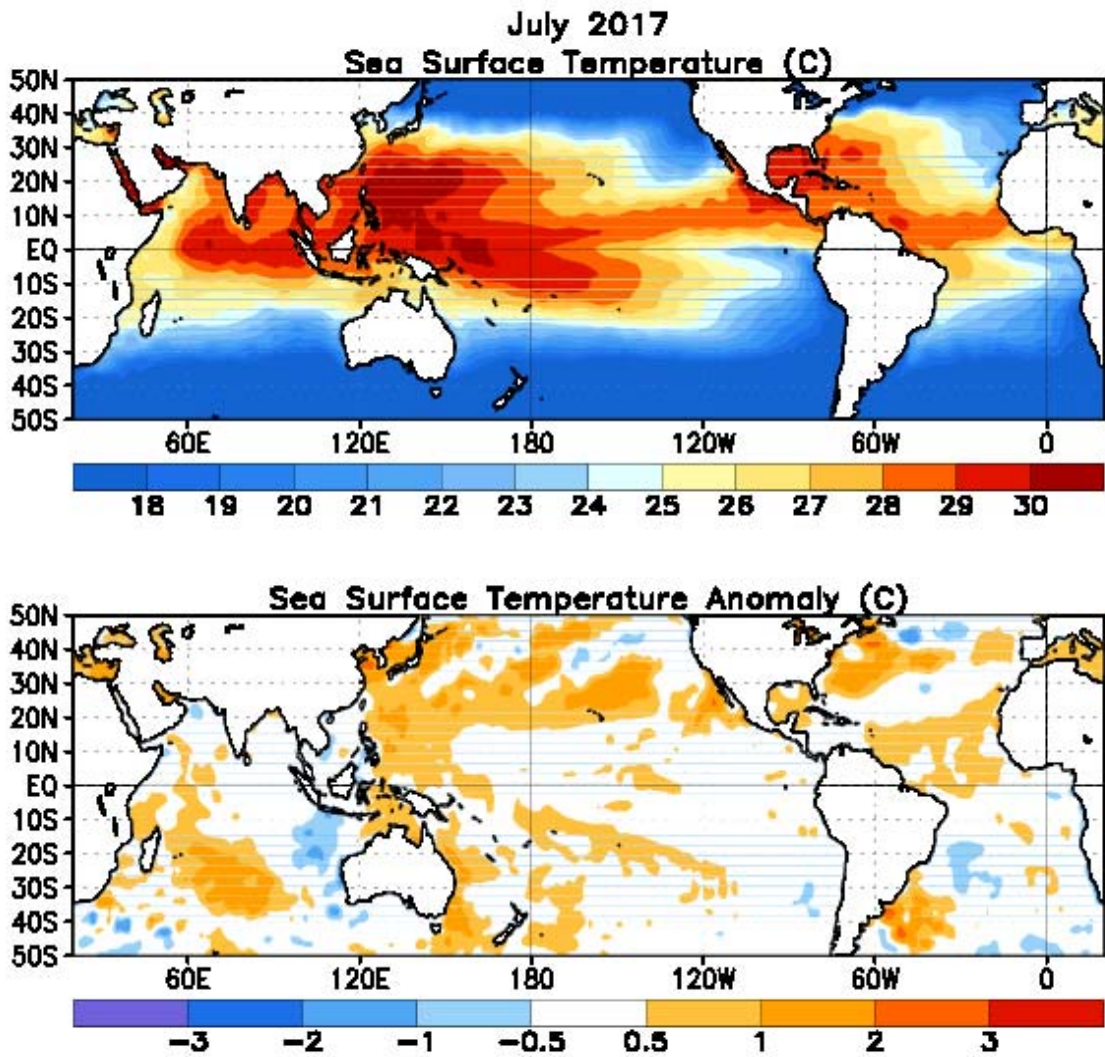 July 2017
Sea Surface Temperature (C)
50N
40N
30N
20N
10N
EQ
10S
20S
30S
40S
50S
60E 120E 180 120W 60W 0
18 19 20 21 22 23 24 25 26 27 28 29 30
Sea Surface Temperature Anomaly (C)
50N
40N
30N
20N
10N
EQ
10S
20S
30S
40S
50S
60E 120E 180 120W 60W 0
-3 -2 -1 -0.5 0.5 1 2 3